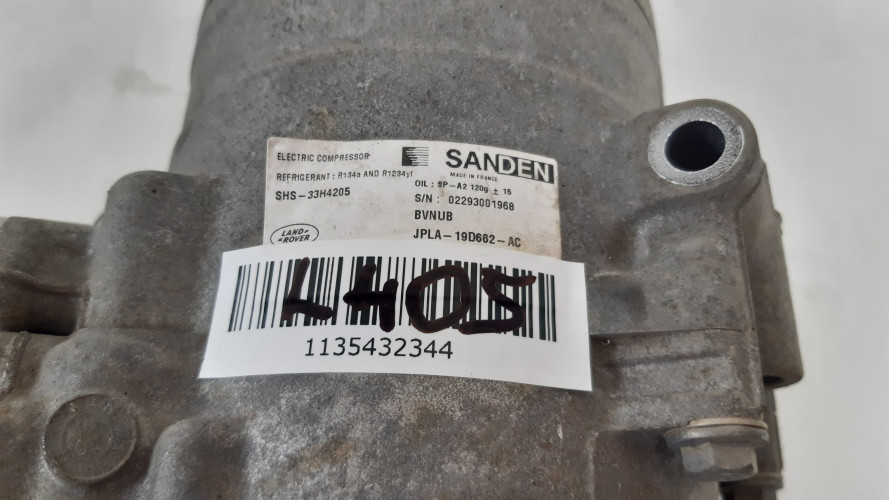 ELECTRIC COMPRESSOR
SANDEN
MADE IN FRANCE
REFRIGERANT : R134a AND R1234yf
OIL : SP-A2 120g ± 15
SHS-33H4205
S/N : 02293001968
BVNUB
LAND ROVER
JPLA-19D662-AC
1135432344